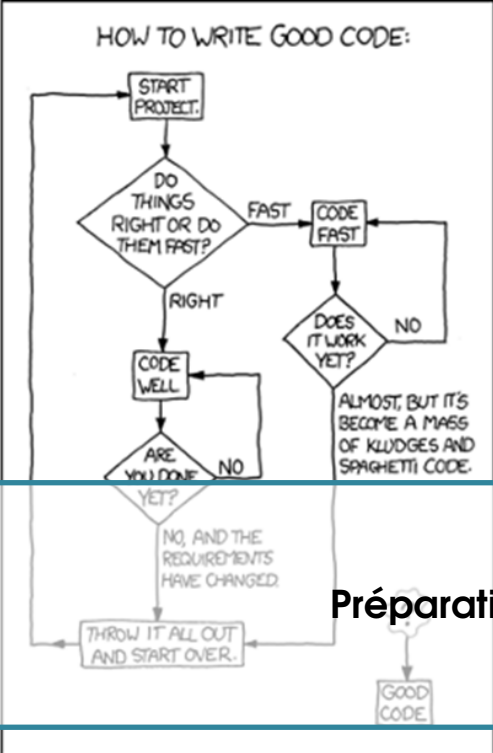 HOW TO WRITE GOOD CODE:
START
PROJECT.
DO
THINGS
RIGHT OR DO
THEM FAST?
FAST
CODE
FAST
RIGHT
DOES
IT WORK
YET?
NO
CODE
WELL
ALMOST, BUT IT'S
BECOME A MASS
OF KLUDGES AND
SPAGHETTI CODE.
ARE
YOU DONE
YET?
NO
NO, AND THE
REQUIREMENTS
HAVE CHANGED.
Préparati
THROW IT ALL OUT
AND START OVER.
GOOD
CODE